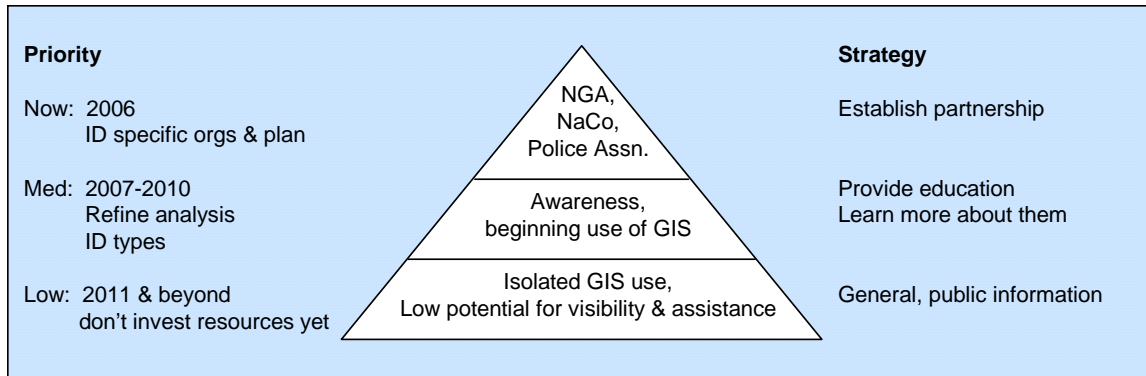 Priority
Now: 2006
ID specific orgs & plan
Med: 2007-2010
Refine analysis
ID types
Low: 2011 & beyond
don't invest resources yet
NGA,
NaCo,
Police Assn.
Awareness,
beginning use of GIS
Isolated GIS use,
Low potential for visibility & assistance
Strategy
Establish partnership
Provide education
Learn more about them
General, public information